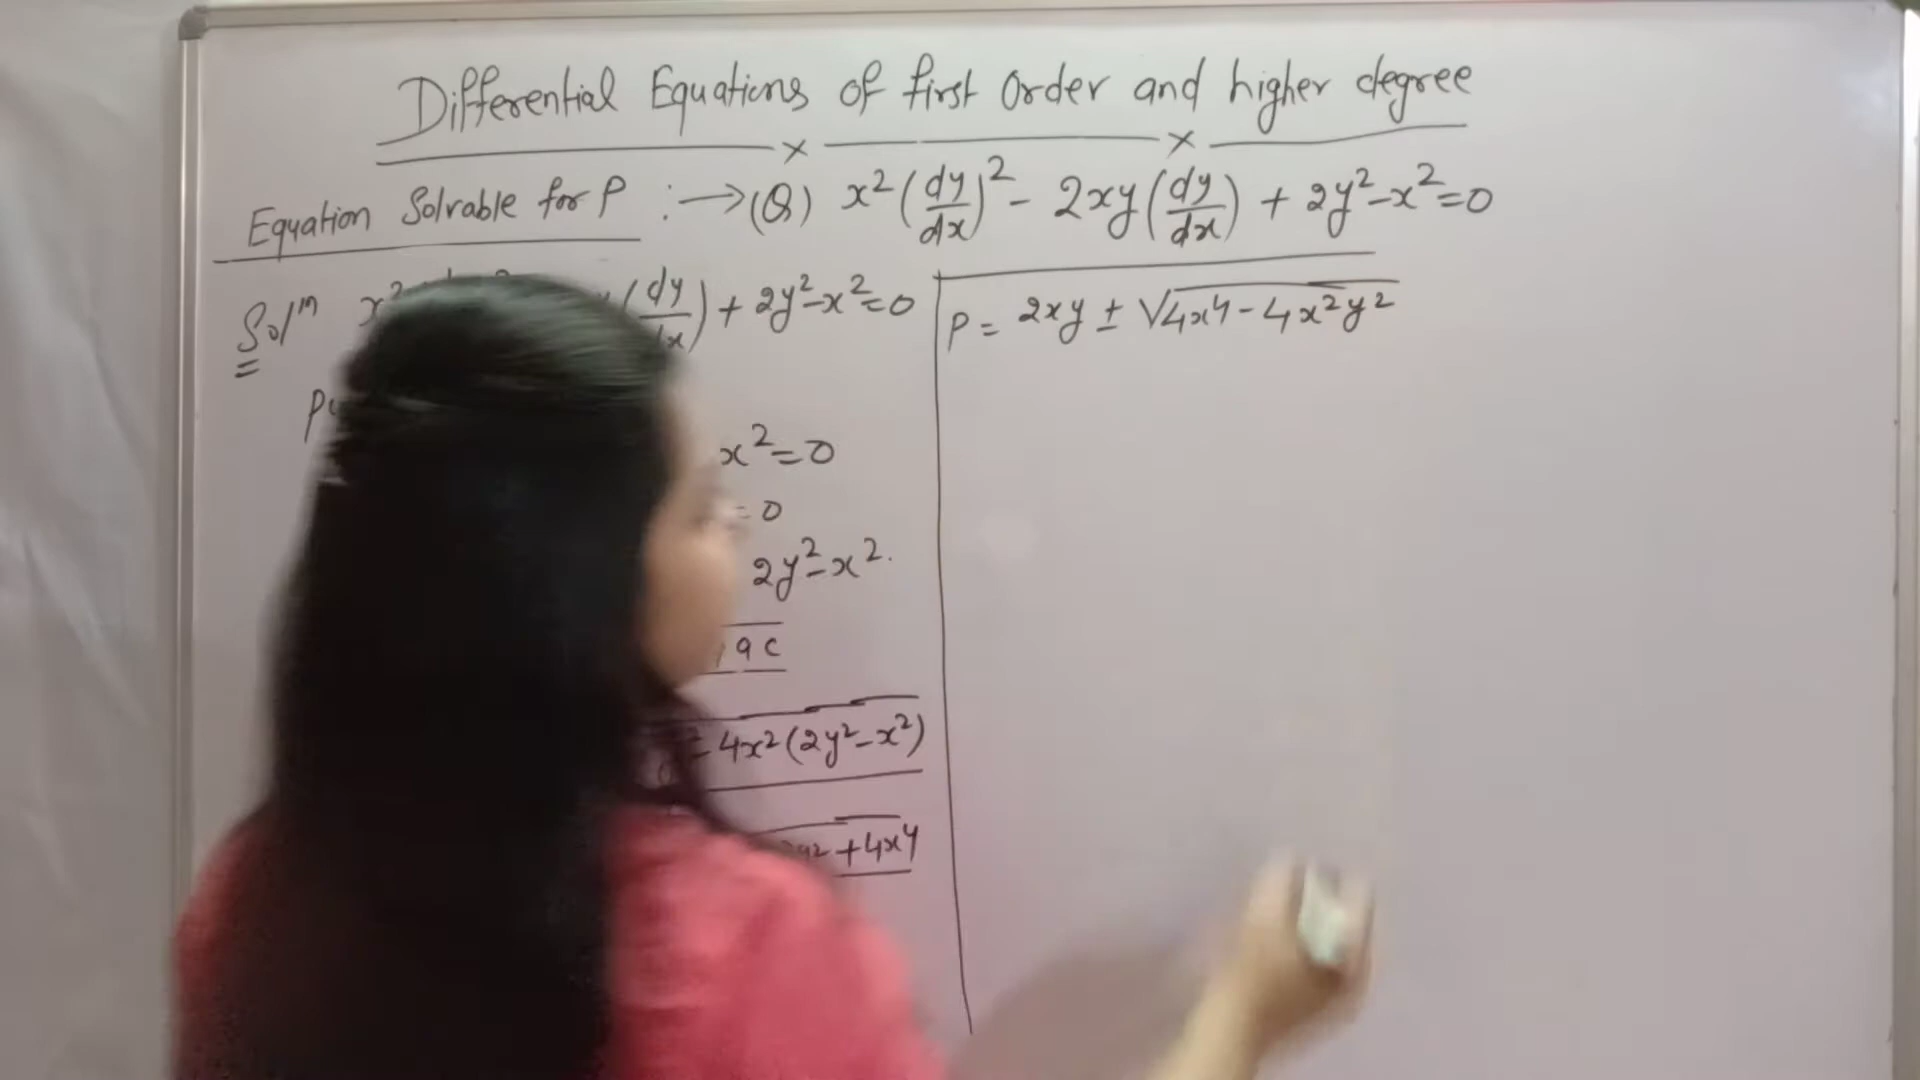 Differential Equations of first Order and higher degree
Equation Solvable for P :→ (Q) x² (dy/dx)² - 2xy (dy/dx) + 2y² - x² = 0
Solⁿ x² (dy/dx) + 2y² - x² = 0
x² = 0
= 0
2y² - x².
ac
= 4x² (2y² - x²)
+ 4x⁴
P = 2xy ± √4x⁴ - 4x²y²